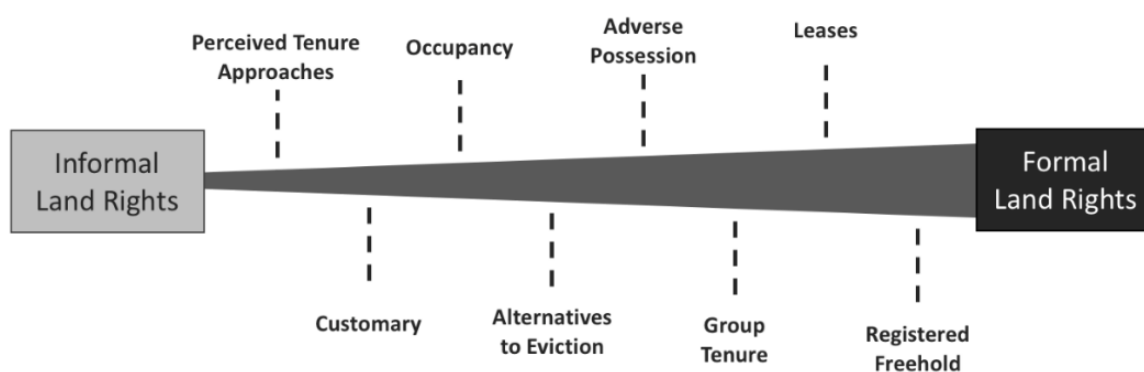 Perceived Tenure
Approaches
Occupancy
Adverse
Possession
Leases
Informal
Land Rights
Formal
Land Rights
Customary
Alternatives
to Eviction
Group
Tenure
Registered
Freehold